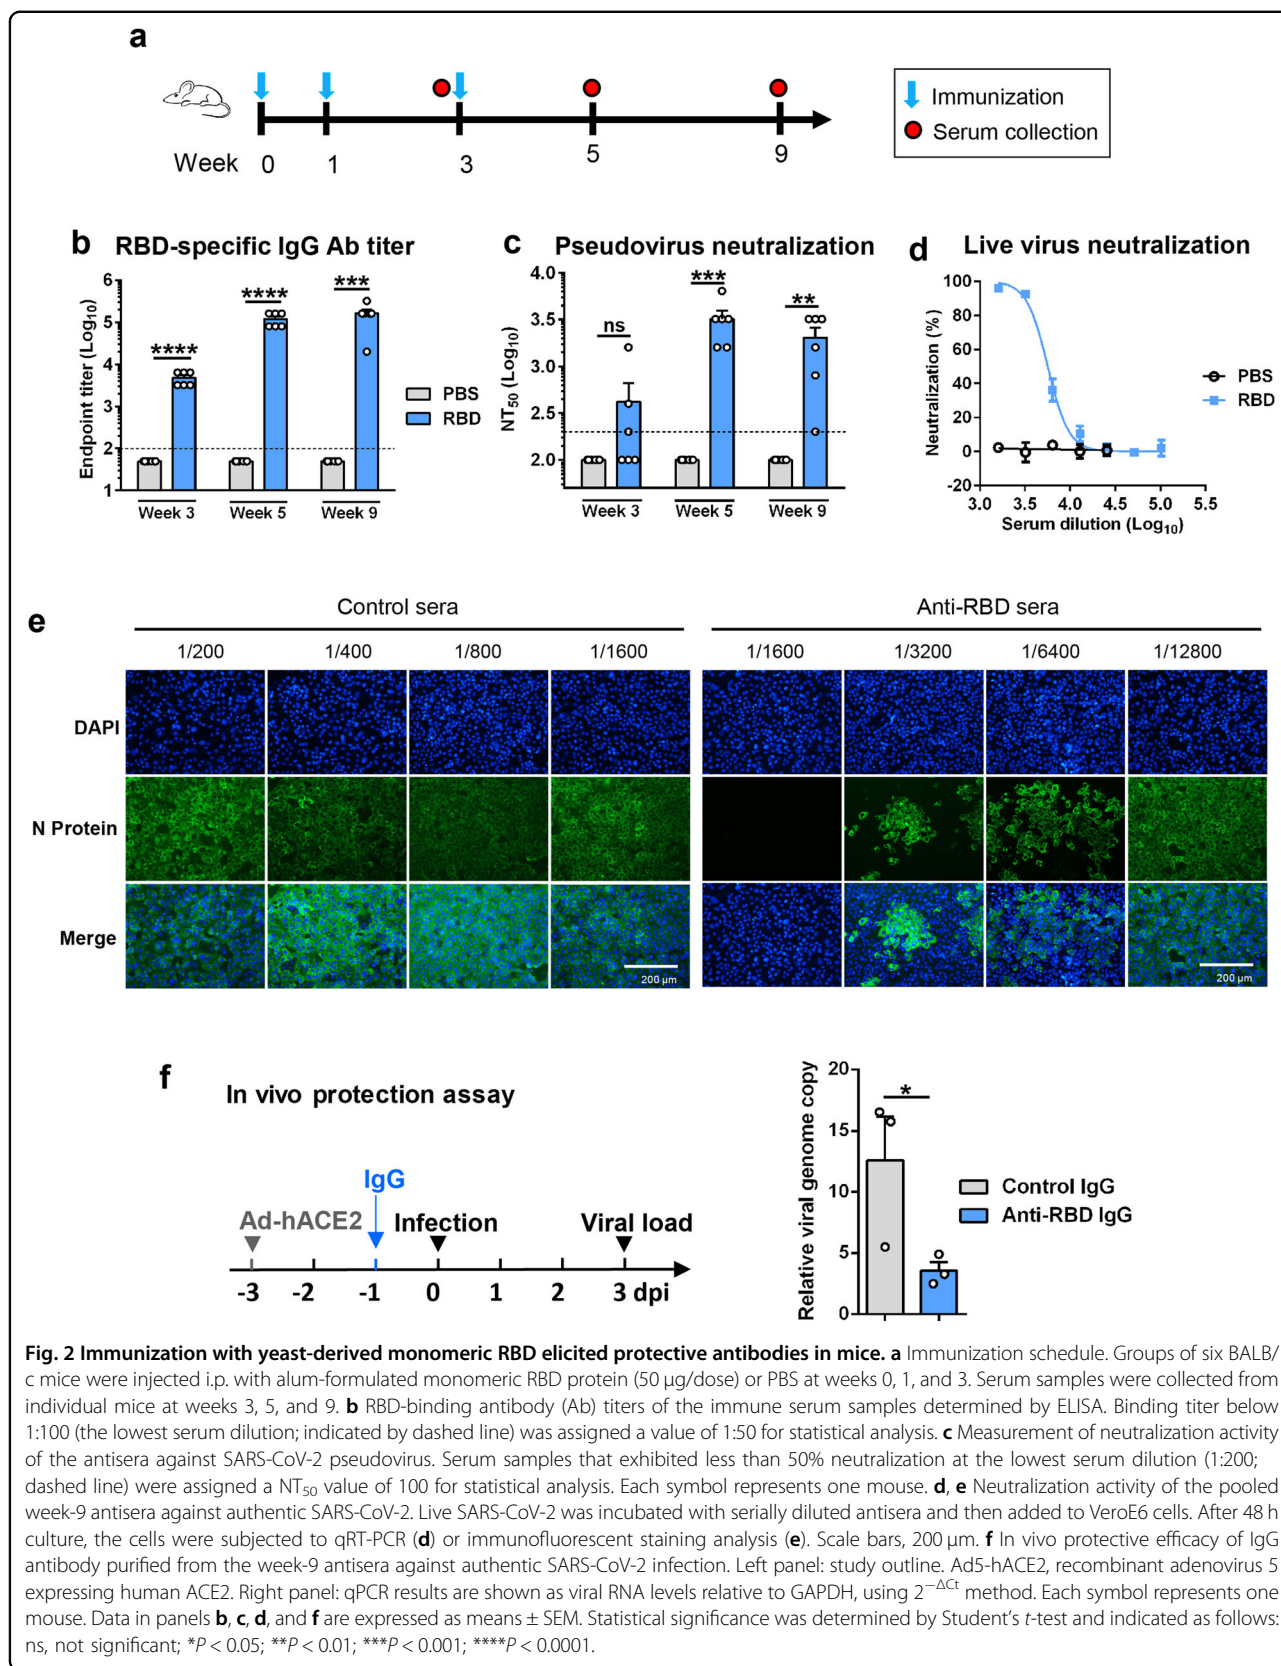 a
Immunization
Serum collection
Week 0 1 3 5 9
b RBD-specific IgG Ab titer
Endpoint titer (Log10)
6
5
4
3
2
1
****
****
***
Week 3 Week 5 Week 9
PBS
RBD
c Pseudovirus neutralization
NT50 (Log10)
4.0
3.5
3.0
2.5
2.0
ns
***
**
Week 3 Week 5 Week 9
d Live virus neutralization
Neutralization (%)
100
80
60
40
20
0
-20
3.0 3.5 4.0 4.5 5.0 5.5
Serum dilution (Log10)
PBS
RBD
e
Control sera Anti-RBD sera
1/200 1/400 1/800 1/1600 1/1600 1/3200 1/6400 1/12800
DAPI
N Protein
Merge
200 µm 200 µm
f In vivo protection assay
IgG
Ad-hACE2 Infection Viral load
-3 -2 -1 0 1 2 3 dpi
Relative viral genome copy
20
15
10
5
0
*
Control IgG
Anti-RBD IgG
Fig. 2 Immunization with yeast-derived monomeric RBD elicited protective antibodies in mice. a Immunization schedule. Groups of six BALB/
c mice were injected i.p. with alum-formulated monomeric RBD protein (50 µg/dose) or PBS at weeks 0, 1, and 3. Serum samples were collected from
individual mice at weeks 3, 5, and 9. b RBD-binding antibody (Ab) titers of the immune serum samples determined by ELISA. Binding titer below
1:100 (the lowest serum dilution; indicated by dashed line) was assigned a value of 1:50 for statistical analysis. c Measurement of neutralization activity
of the antisera against SARS-CoV-2 pseudovirus. Serum samples that exhibited less than 50% neutralization at the lowest serum dilution (1:200;
dashed line) were assigned a NT50 value of 100 for statistical analysis. Each symbol represents one mouse. d, e Neutralization activity of the pooled
week-9 antisera against authentic SARS-CoV-2. Live SARS-CoV-2 was incubated with serially diluted antisera and then added to VeroE6 cells. After 48 h
culture, the cells were subjected to qRT-PCR (d) or immunofluorescent staining analysis (e). Scale bars, 200 µm. f In vivo protective efficacy of IgG
antibody purified from the week-9 antisera against authentic SARS-CoV-2 infection. Left panel: study outline. Ad5-hACE2, recombinant adenovirus 5
expressing human ACE2. Right panel: qPCR results are shown as viral RNA levels relative to GAPDH, using 2−ΔCt method. Each symbol represents one
mouse. Data in panels b, c, d, and f are expressed as means ± SEM. Statistical significance was determined by Student's t-test and indicated as follows:
ns, not significant; *P < 0.05; **P < 0.01; ***P < 0.001; ****P < 0.0001.